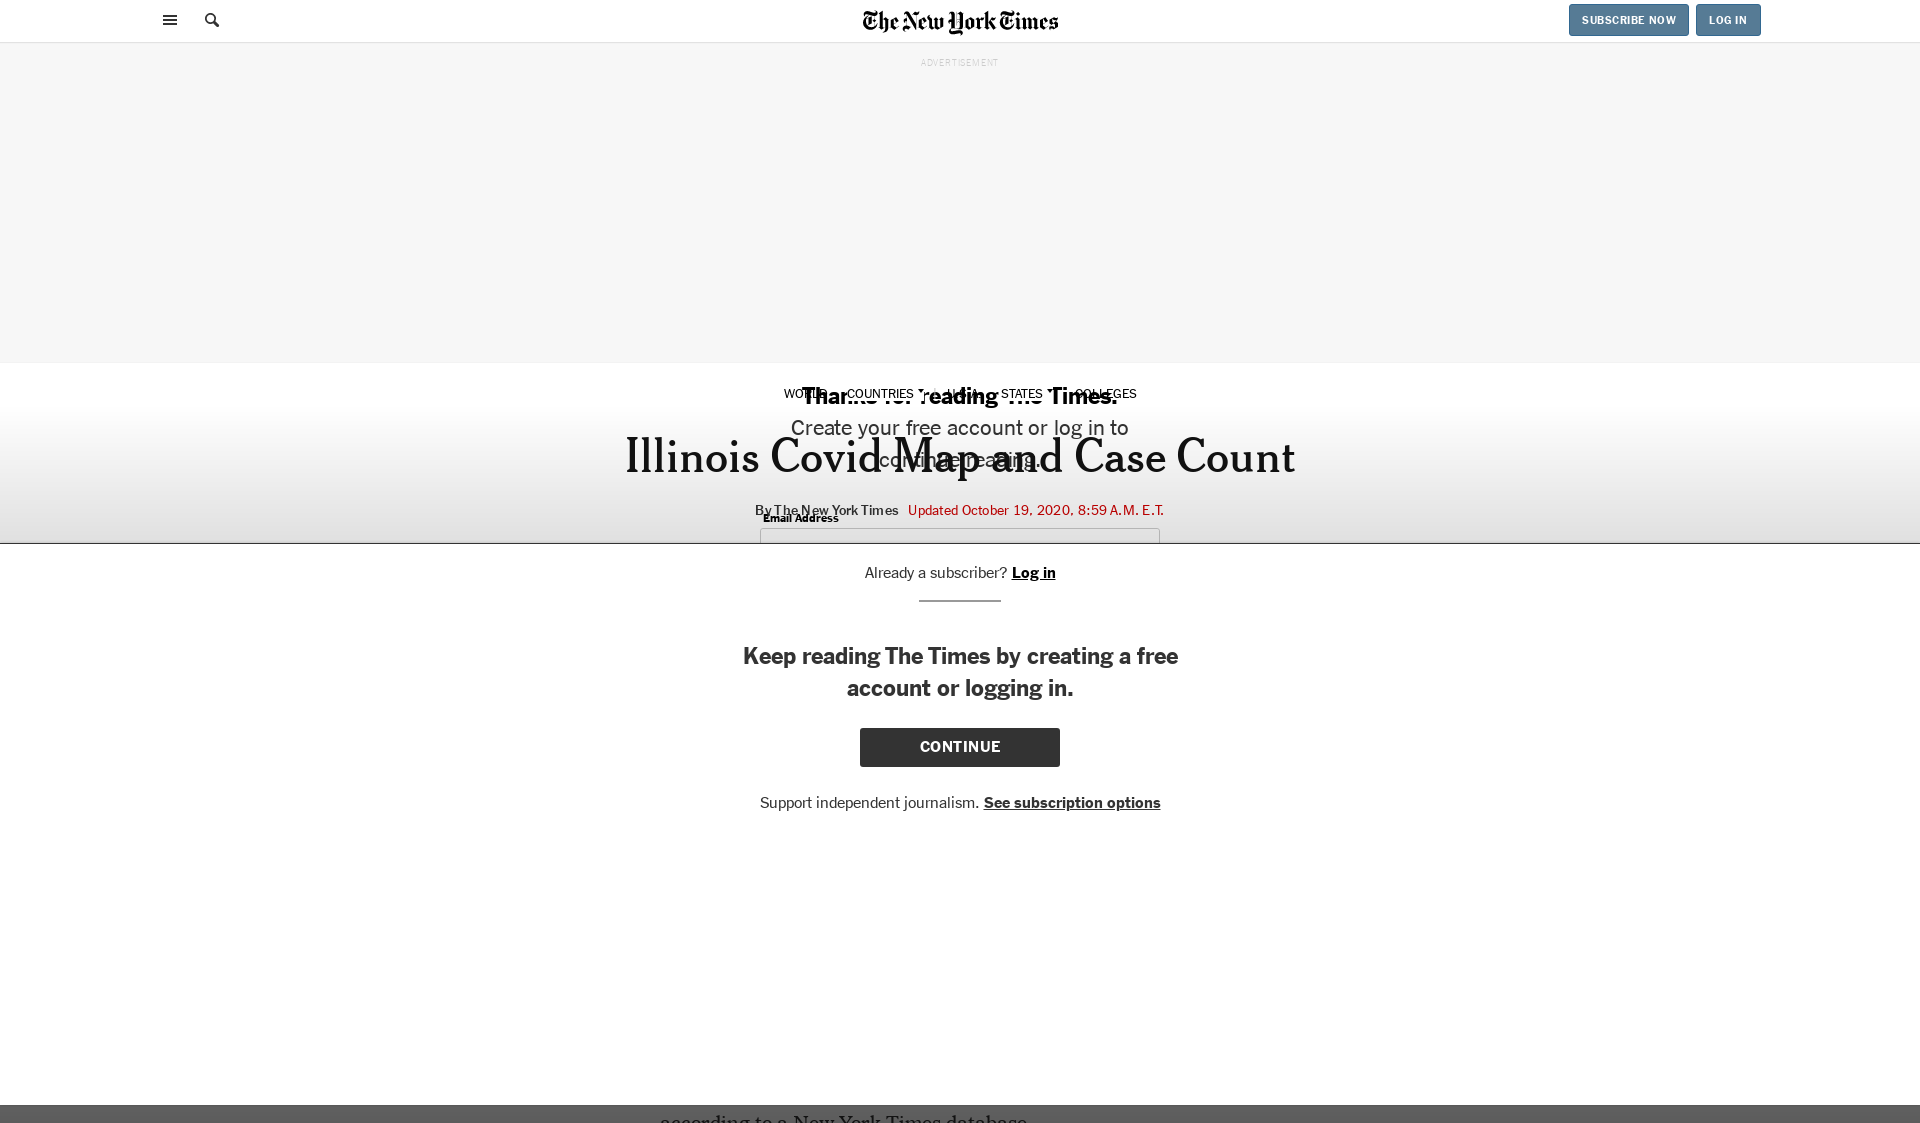 The New York Times
SUBSCRIBE NOW
LOG IN
ADVERTISEMENT
WORLD COUNTRIES U.S.A. STATES COLLEGES
Thanks for reading The Times.
Create your free account or log in to
continue reading.
Illinois Covid Map and Case Count
By The New York Times Updated October 19, 2020, 8:59 A.M. E.T.
Email Address
Already a subscriber? Log in
Keep reading The Times by creating a free
account or logging in.
CONTINUE
Support independent journalism. See subscription options
according to a New York Times database